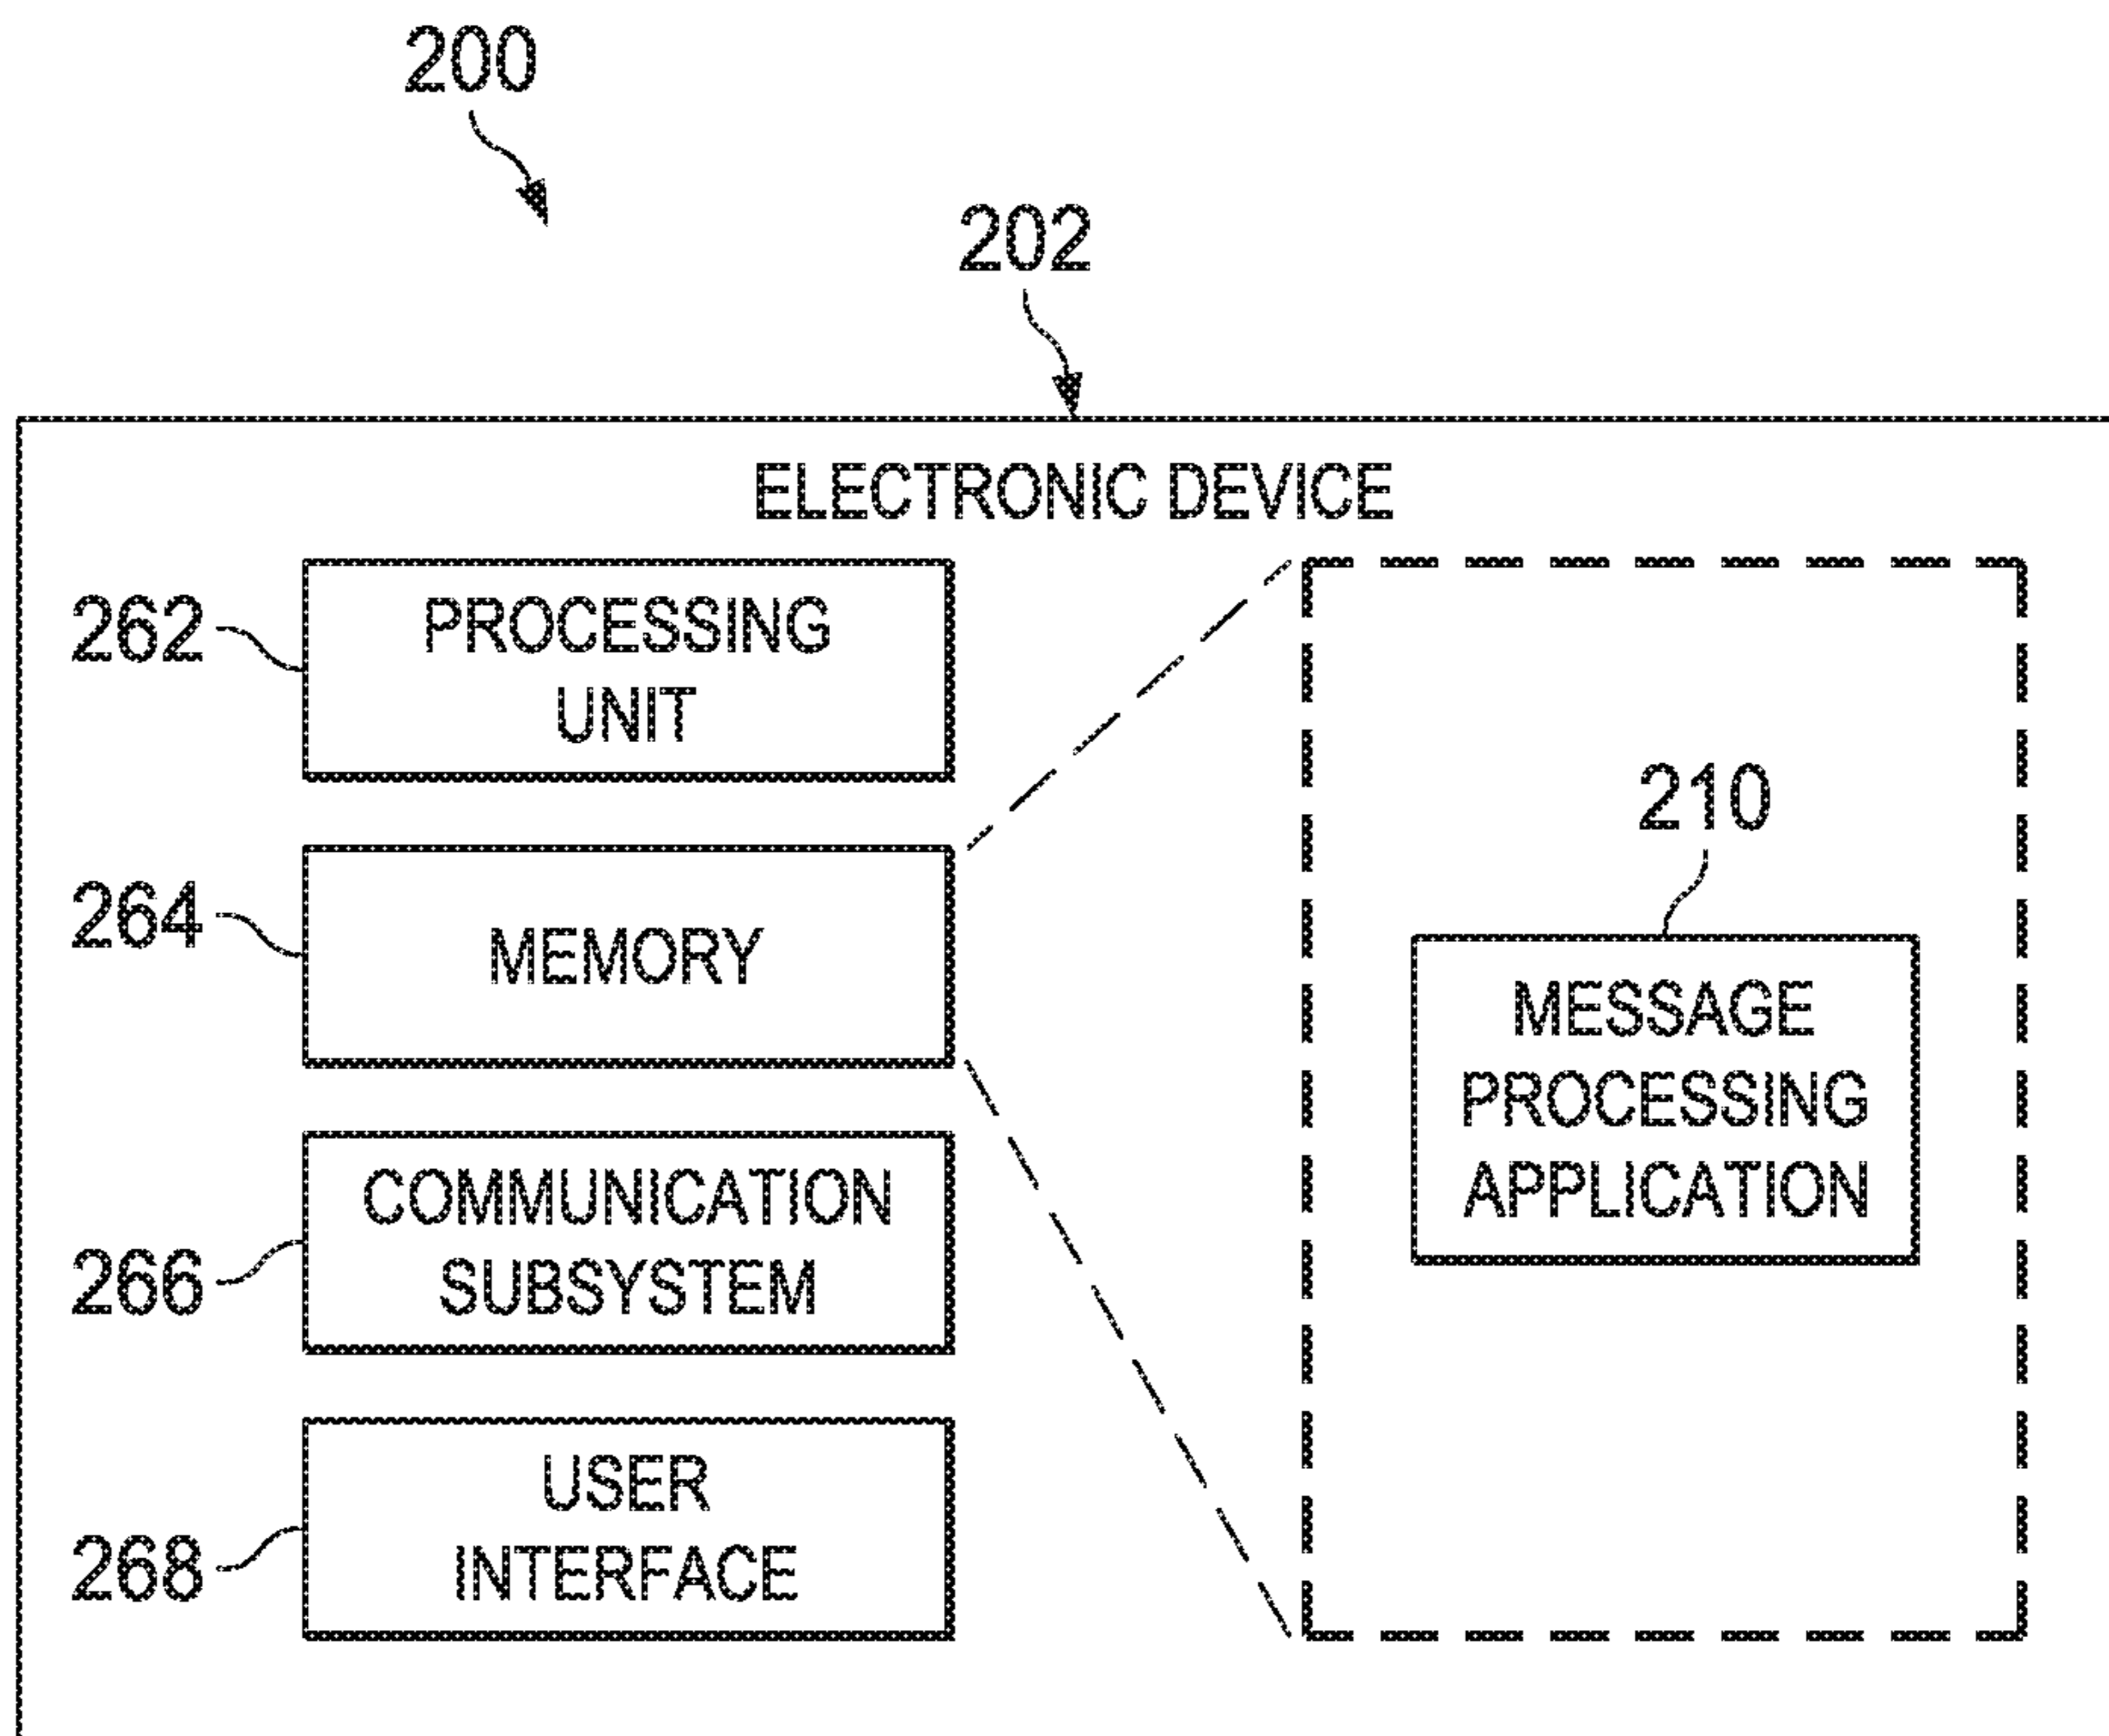 200
202
ELECTRONIC DEVICE
262
PROCESSING
UNIT
264
MEMORY
266
COMMUNICATION
SUBSYSTEM
268
USER
INTERFACE
210
MESSAGE
PROCESSING
APPLICATION